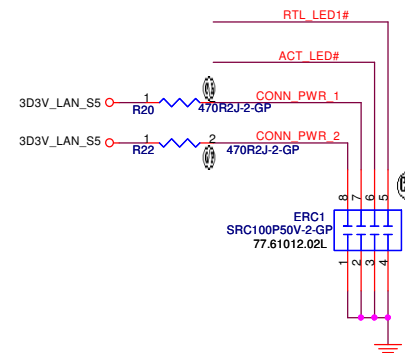 RTL_LED1#
ACT_LED#
3D3V_LAN_S5 1 CONN_PWR_1
R20 470R2J-2-GP
3D3V_LAN_S5 1 2 CONN_PWR_2
R22 470R2J-2-GP
8 7 6 5
ERC1
SRC100P50V-2-GP
77.61012.02L
1 2 3 4